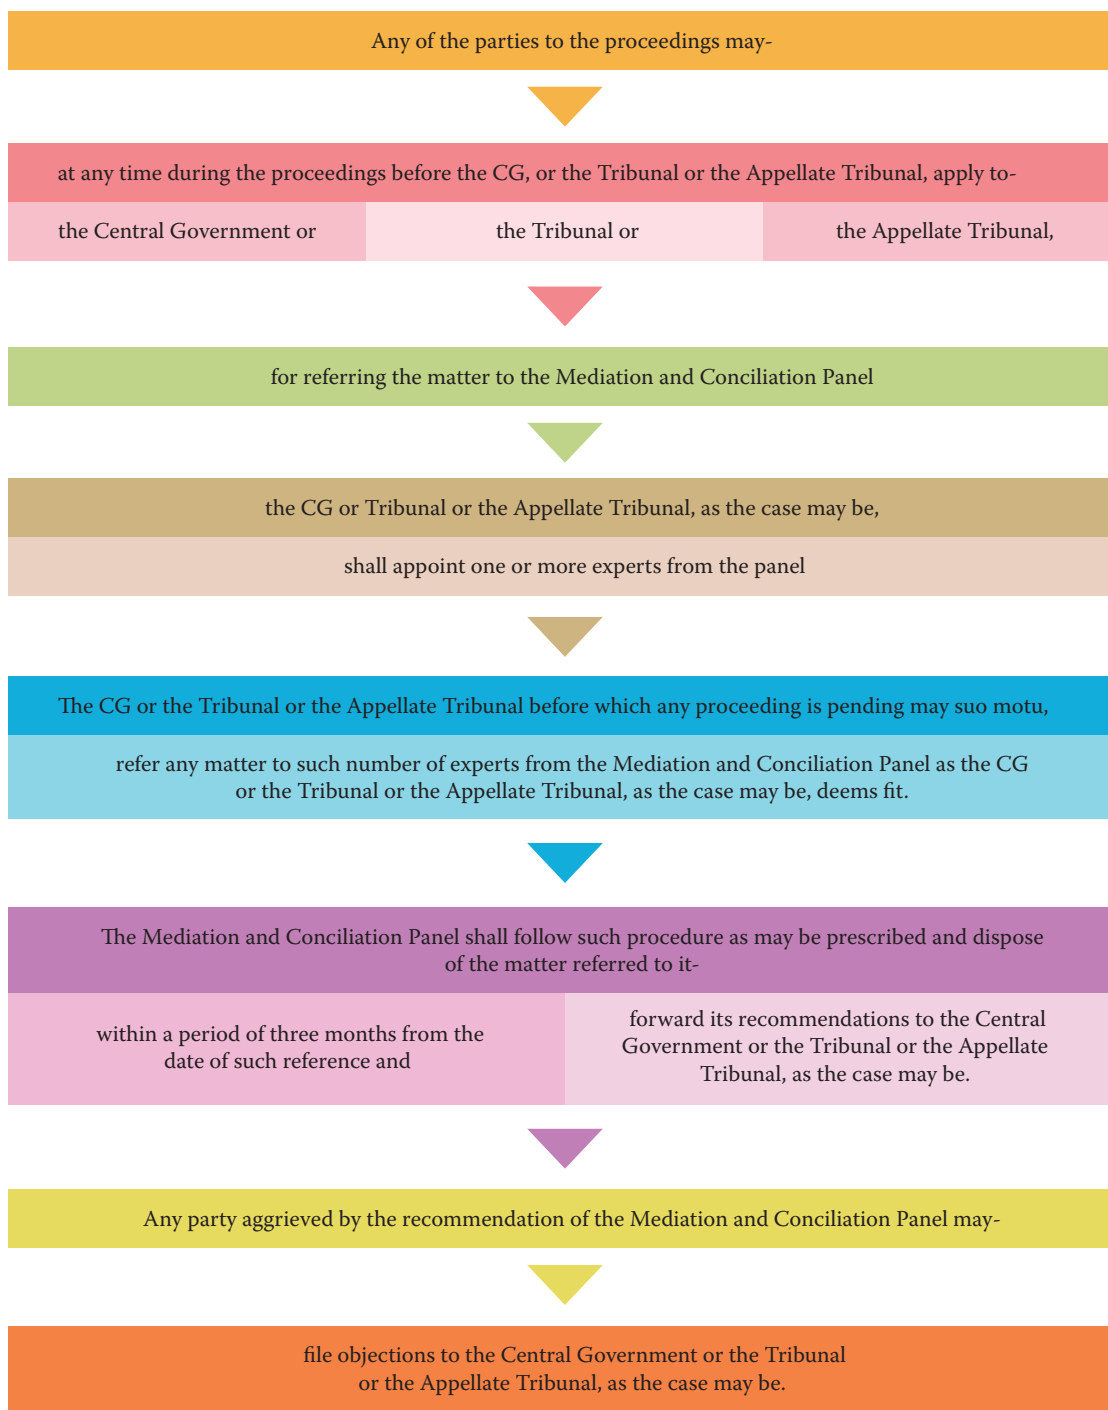 Any of the parties to the proceedings may-
at any time during the proceedings before the CG, or the Tribunal or the Appellate Tribunal, apply to-
the Central Government or
the Tribunal or
the Appellate Tribunal,
for referring the matter to the Mediation and Conciliation Panel
the CG or Tribunal or the Appellate Tribunal, as the case may be,
shall appoint one or more experts from the panel
The CG or the Tribunal or the Appellate Tribunal before which any proceeding is pending may suo motu,
refer any matter to such number of experts from the Mediation and Conciliation Panel as the CG
or the Tribunal or the Appellate Tribunal, as the case may be, deems fit.
The Mediation and Conciliation Panel shall follow such procedure as may be prescribed and dispose
of the matter referred to it-
within a period of three months from the
date of such reference and
forward its recommendations to the Central
Government or the Tribunal or the Appellate
Tribunal, as the case may be.
Any party aggrieved by the recommendation of the Mediation and Conciliation Panel may-
file objections to the Central Government or the Tribunal
or the Appellate Tribunal, as the case may be.